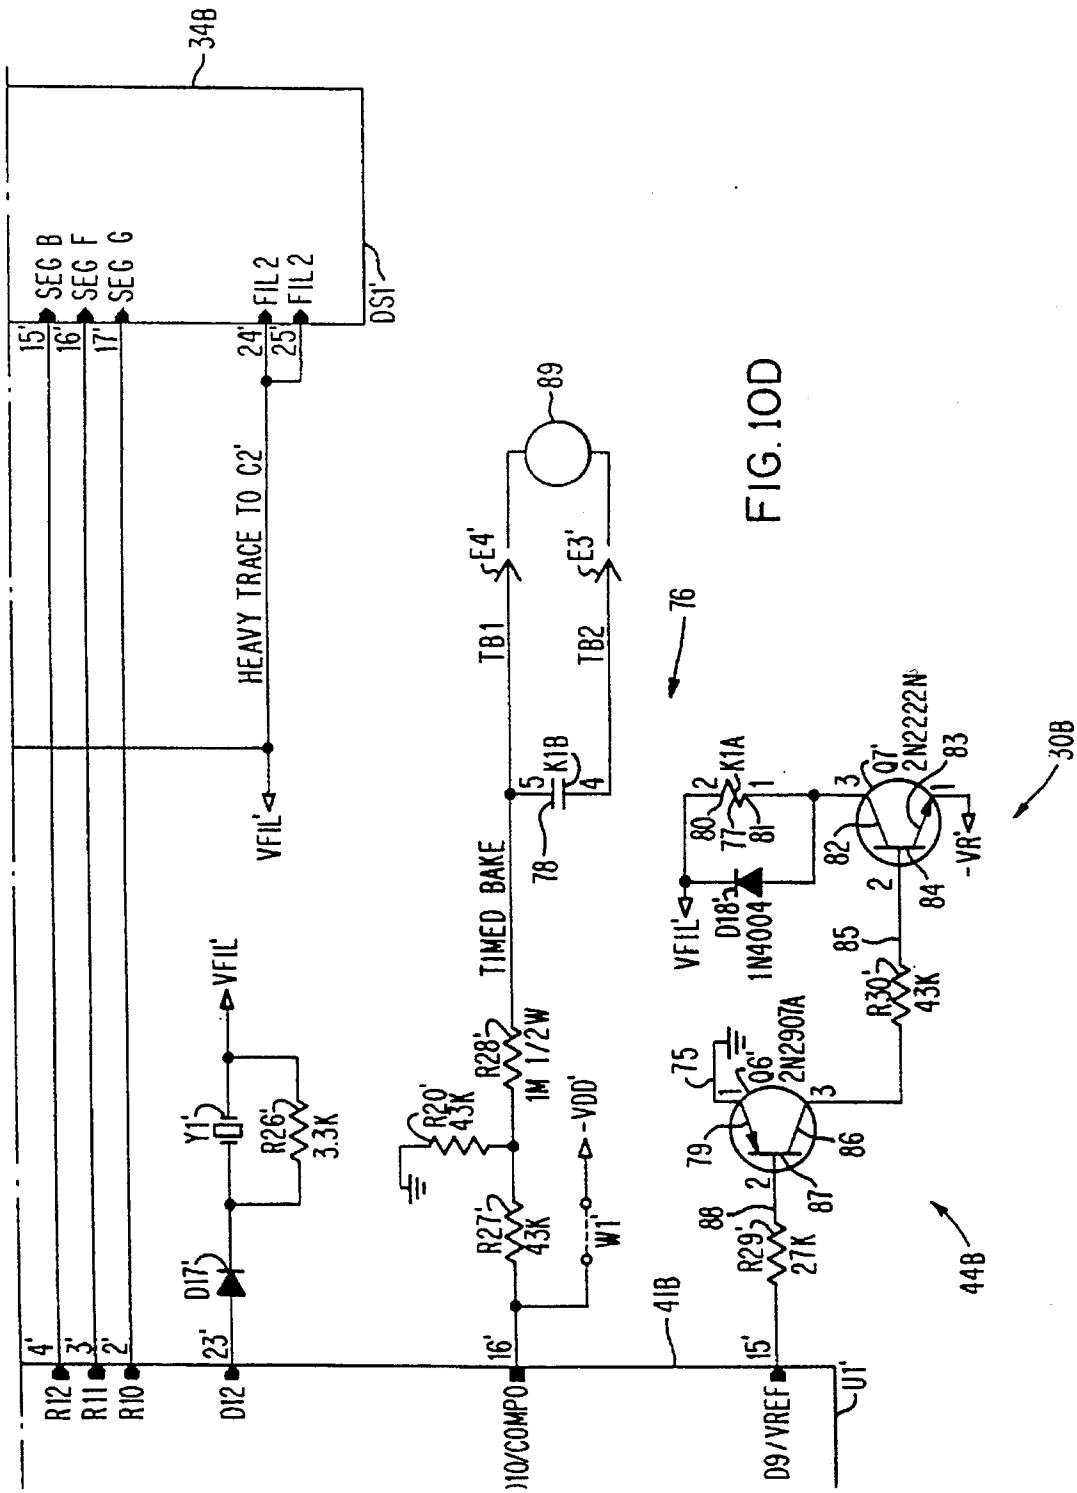 34B
15' SEG B
16' SEG F
17' SEG G
24' FIL 2
25' FIL 2
DS1'
HEAVY TRACE TO C2'
VFIL'
4' R12
3' R11
2' R10
23' D12
D17'
Y1'
R26'
3.3K
VFIL'
16' D10/COMPO
R27'
43K
R20'
43K
R28'
1M 1/2W
TIMED BAKE
W1'
-VDD'
5
78
K1B
4
TB1
E4'
TB2
E3'
89
41B
15' D9/VREF
U1'
R29'
27K
88
2
79
75
1
Q6'
2N2907A
3
86
87
44B
R30'
43K
85
2
VFIL'
D18'
1N4004
80
2
K1A
77
81
1
82
3
Q7'
2N2222N
83
84
1
-VR'
76
30B
FIG. 10D